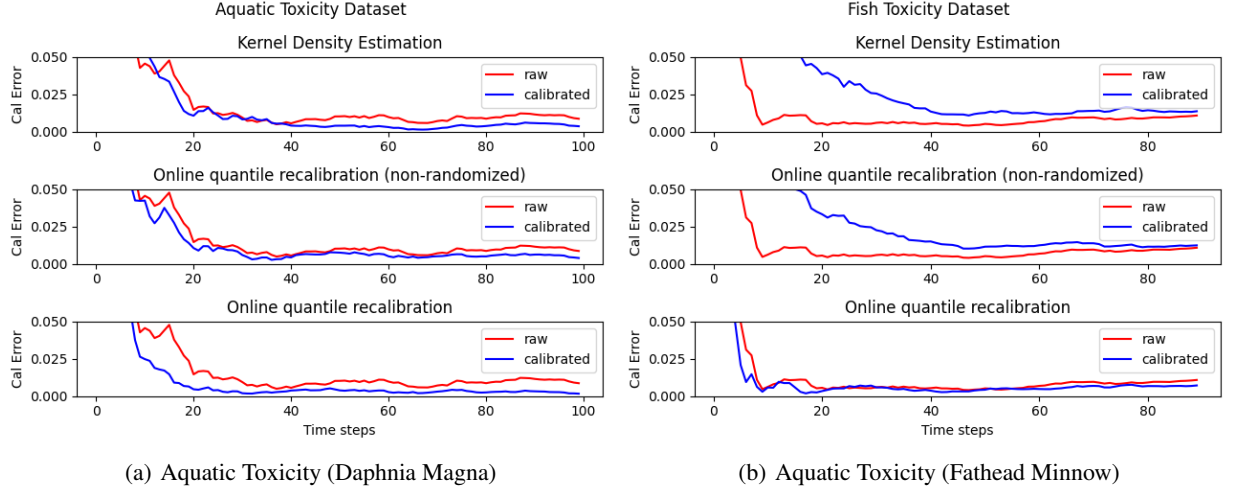 Aquatic Toxicity Dataset
Kernel Density Estimation
0.050
0.025
0.000
Cal Error
raw
calibrated
0 20 40 60 80 100
Online quantile recalibration (non-randomized)
0.050
0.025
0.000
Cal Error
raw
calibrated
0 20 40 60 80 100
Online quantile recalibration
0.050
0.025
0.000
Cal Error
raw
calibrated
0 20 40 60 80 100
Time steps
(a) Aquatic Toxicity (Daphnia Magna)
Fish Toxicity Dataset
Kernel Density Estimation
0.050
0.025
0.000
Cal Error
raw
calibrated
0 20 40 60 80
Online quantile recalibration (non-randomized)
0.050
0.025
0.000
Cal Error
raw
calibrated
0 20 40 60 80
Online quantile recalibration
0.050
0.025
0.000
Cal Error
raw
calibrated
0 20 40 60 80
Time steps
(b) Aquatic Toxicity (Fathead Minnow)